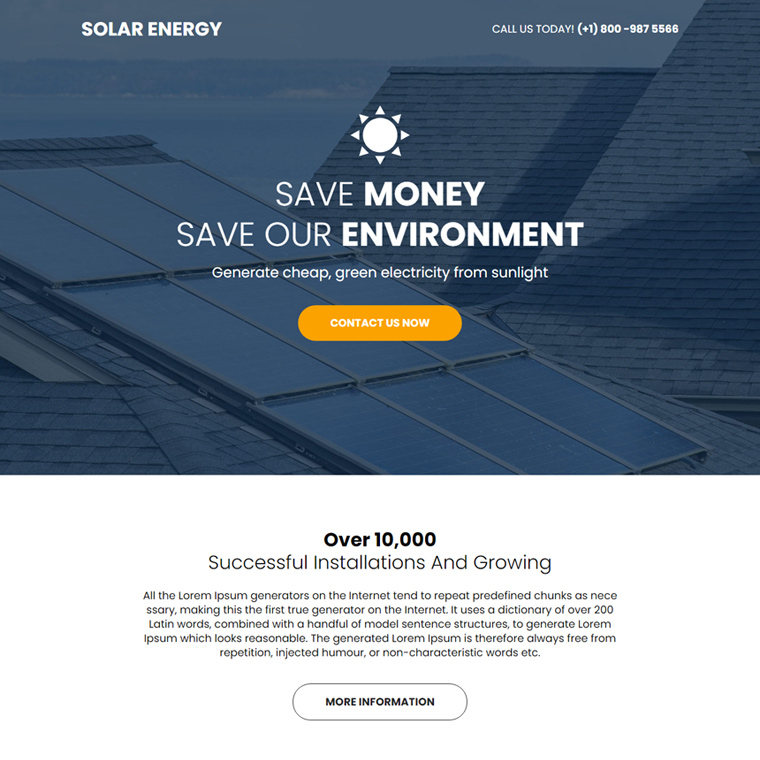 SOLAR ENERGY
CALL US TODAY! (+1) 800 -987 5566
SAVE MONEY
SAVE OUR ENVIRONMENT
Generate cheap, green electricity from sunlight
CONTACT US NOW
Over 10,000
Successful Installations And Growing
All the Lorem Ipsum generators on the Internet tend to repeat predefined chunks as nece
ssary, making this the first true generator on the Internet. It uses a dictionary of over 200
Latin words, combined with a handful of model sentence structures, to generate Lorem
Ipsum which looks reasonable. The generated Lorem Ipsum is therefore always free from
repetition, injected humour, or non-characteristic words etc.
MORE INFORMATION